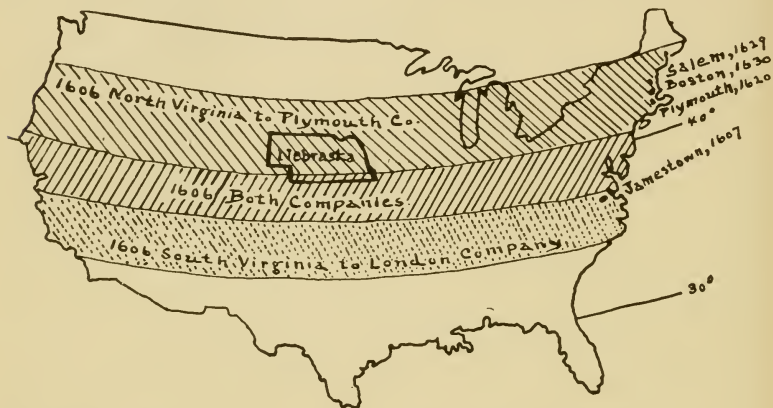 Salem, 1629
Boston, 1630
Plymouth, 1620
40°
1606 North Virginia to Plymouth Co.
Nebraska
Jamestown, 1607
1606 Both Companies
1606 South Virginia to London Company
30°